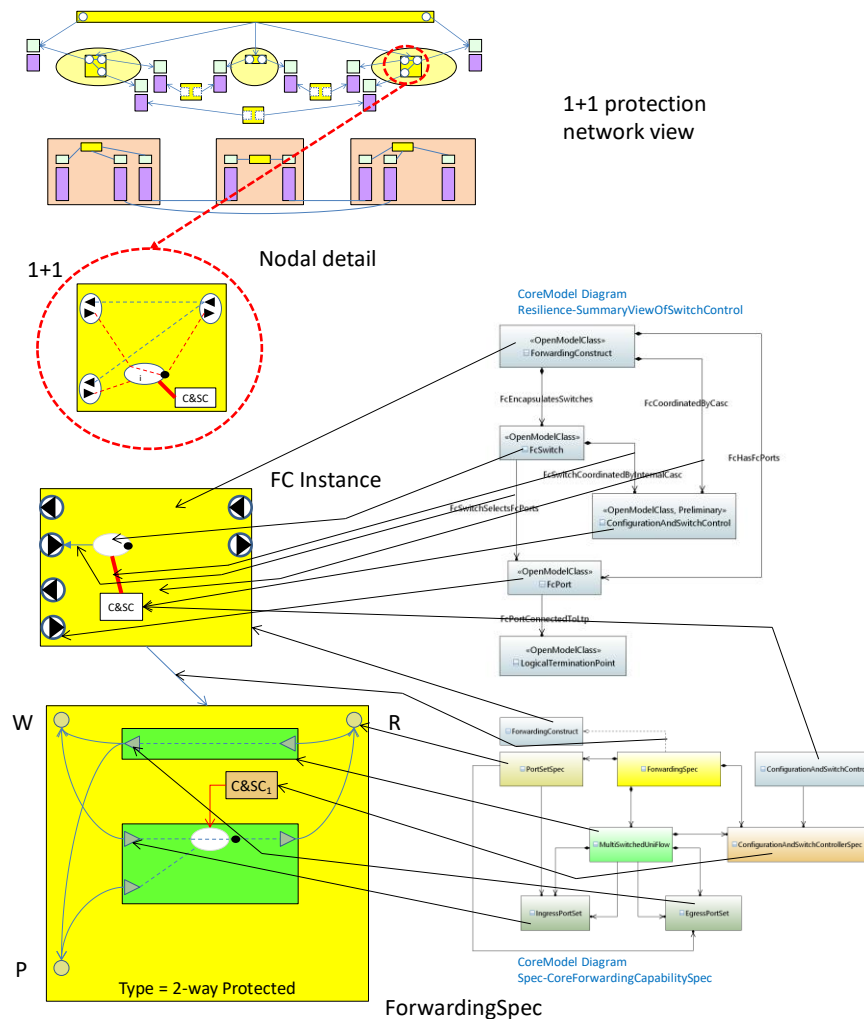 1+1 protection
network view
Nodal detail
1+1
C&SC
CoreModel Diagram
Resilience-SummaryViewOfSwitchControl
«OpenModelClass»
ForwardingConstruct
FcEncapsulatesSwitches
FcCoordinatedByCasc
«OpenModelClass»
FcSwitch
FcHasFcPorts
FcSwitchCoordinatedByInternalCasc
FC Instance
FcSwitchSelectsFcPorts
«OpenModelClass, Preliminary»
ConfigurationAndSwitchControl
«OpenModelClass»
FcPort
C&SC
FcPortConnectedToLtp
«OpenModelClass»
LogicalTerminationPoint
W
R
ForwardingConstruct
PortSetSpec
ForwardingSpec
ConfigurationAndSwitchControl
C&SC1
MultiSwitchedUniFlow
ConfigurationAndSwitchControllerSpec
IngressPortSet
EgressPortSet
P
CoreModel Diagram
Spec-CoreForwardingCapabilitySpec
Type = 2-way Protected
ForwardingSpec